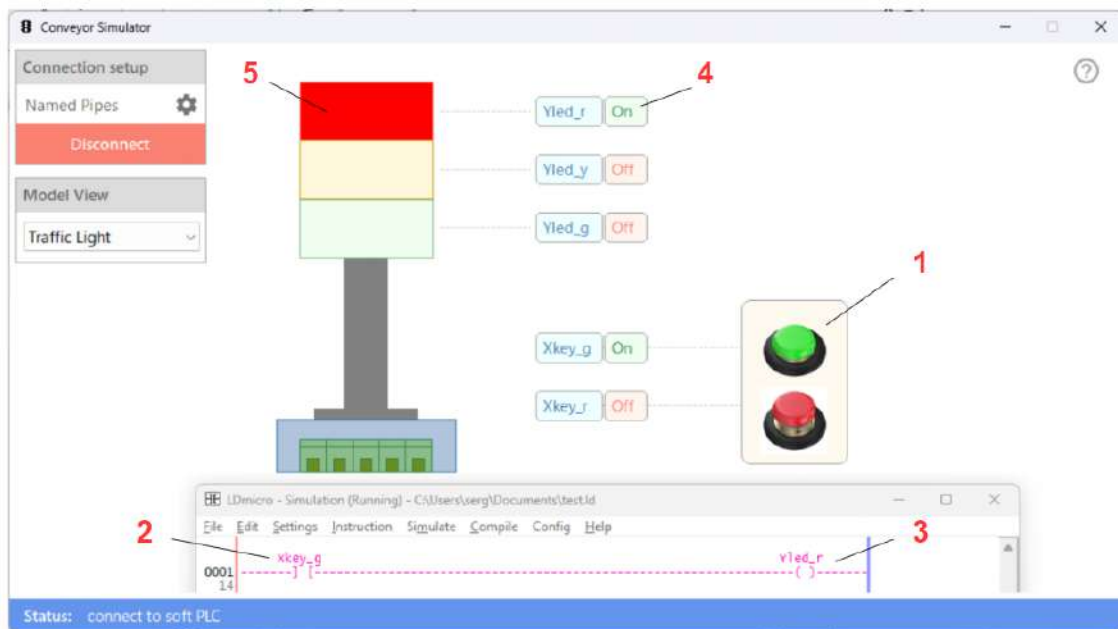 Conveyor Simulator
Connection setup
Named Pipes
Disconnect
Model View
Traffic Light
5
4
Yled_r On
Yled_y Off
Yled_g Off
1
Xkey_g On
Xkey_r Off
LDmicro - Simulation (Running) - C:\Users\serg\Documents\test.ld
File Edit Settings Instruction Simulate Compile Config Help
2
3
Xkey_g Yled_r
0001 ------] [------( )------
14
Status: connect to soft PLC
?